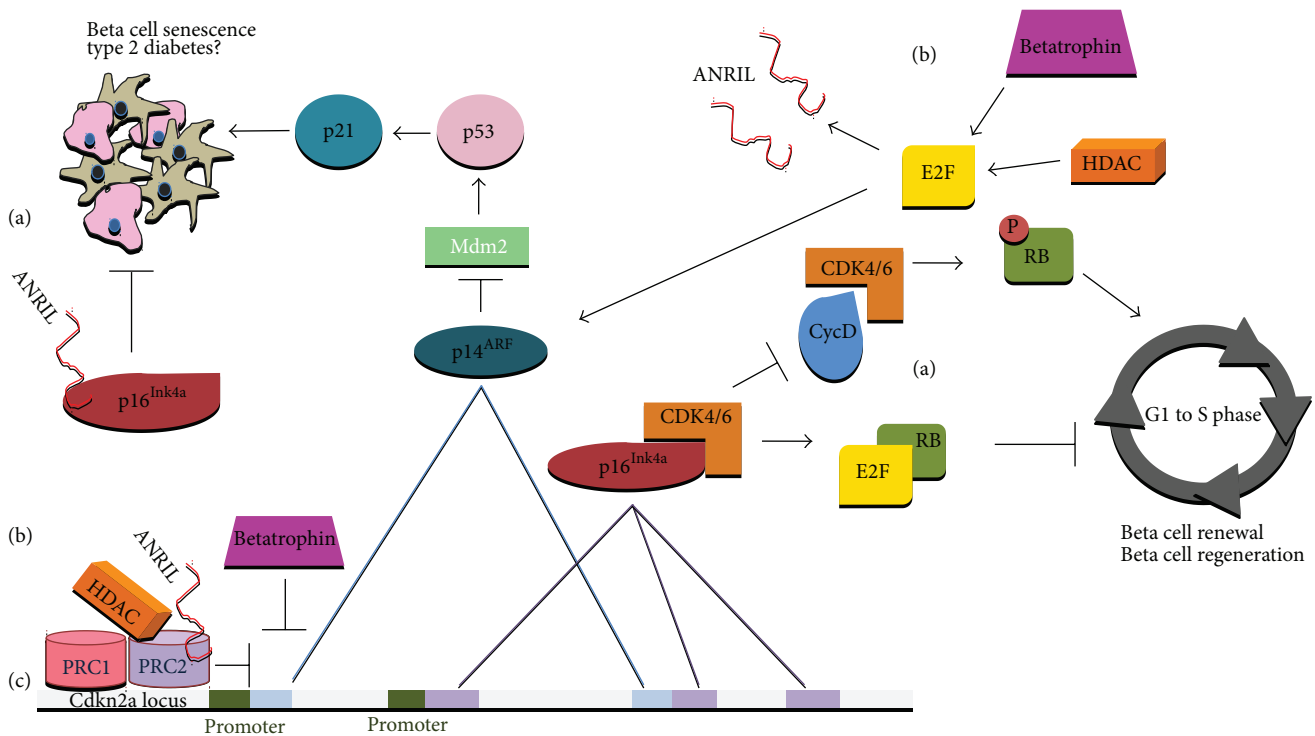 Beta cell senescence
type 2 diabetes?
p21
p53
Mdm2
p14ARF
(a)
ANRIL
p16Ink4a
(b)
ANRIL
Betatrophin
E2F
HDAC
CDK4/6
CycD
P
RB
(a)
CDK4/6
p16Ink4a
RB
E2F
G1 to S phase
Beta cell renewal
Beta cell regeneration
(b)
Betatrophin
ANRIL
HDAC
PRC1
PRC2
(c)
Cdkn2a locus
Promoter
Promoter